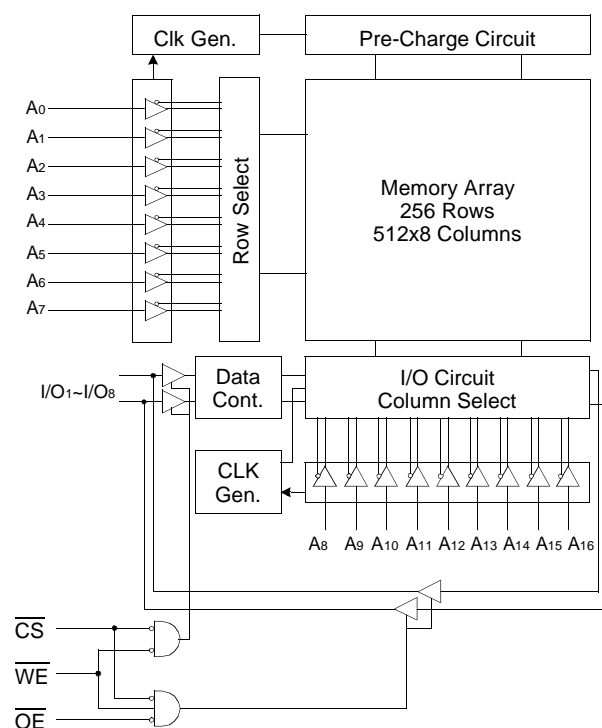 Clk Gen.
Pre-Charge Circuit
A0
A1
A2
A3
A4
A5
A6
A7
Row Select
Memory Array
256 Rows
512x8 Columns
I/O1~I/O8
Data
Cont.
I/O Circuit
Column Select
CLK
Gen.
A8 A9 A10 A11 A12 A13 A14 A15 A16
CS
WE
OE